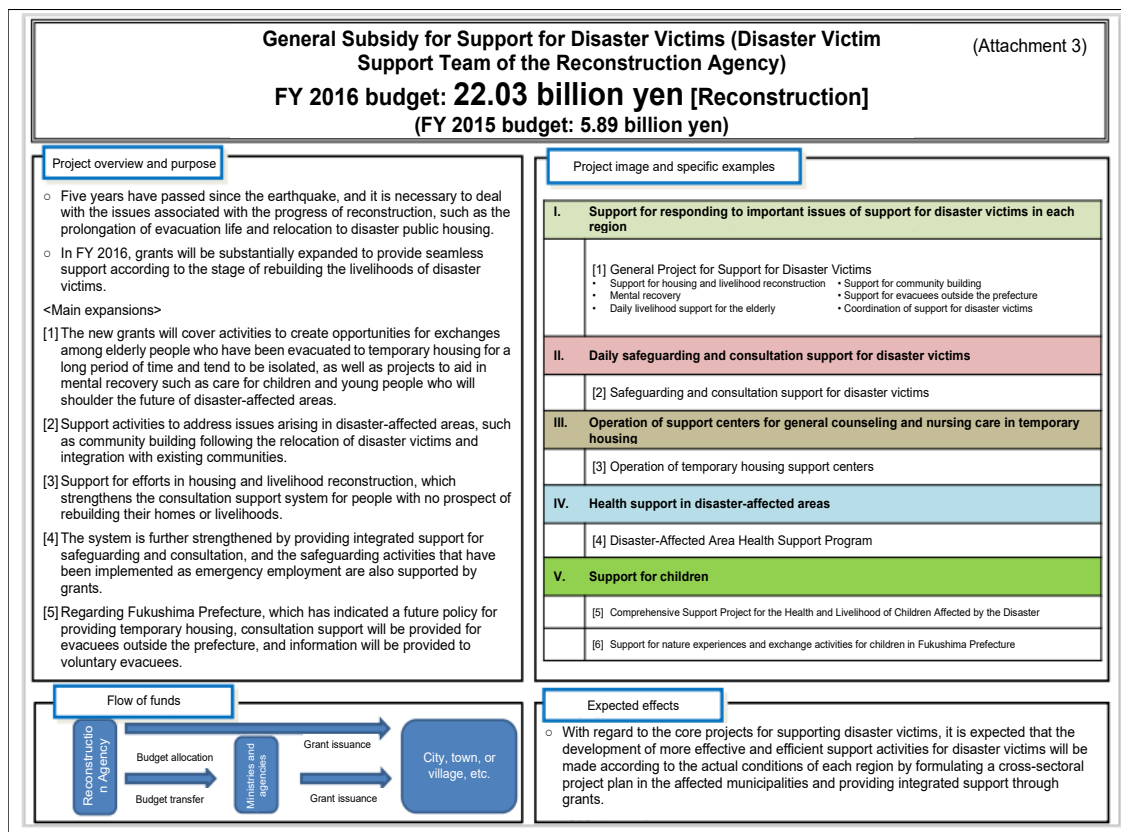 General Subsidy for Support for Disaster Victims (Disaster Victim
Support Team of the Reconstruction Agency)
(Attachment 3)
FY 2016 budget: 22.03 billion yen [Reconstruction]
(FY 2015 budget: 5.89 billion yen)
Project overview and purpose
○ Five years have passed since the earthquake, and it is necessary to deal
with the issues associated with the progress of reconstruction, such as the
prolongation of evacuation life and relocation to disaster public housing.
○ In FY 2016, grants will be substantially expanded to provide seamless
support according to the stage of rebuilding the livelihoods of disaster
victims.
<Main expansions>
[1] The new grants will cover activities to create opportunities for exchanges
among elderly people who have been evacuated to temporary housing for a
long period of time and tend to be isolated, as well as projects to aid in
mental recovery such as care for children and young people who will
shoulder the future of disaster-affected areas.
[2] Support activities to address issues arising in disaster-affected areas, such
as community building following the relocation of disaster victims and
integration with existing communities.
[3] Support for efforts in housing and livelihood reconstruction, which
strengthens the consultation support system for people with no prospect of
rebuilding their homes or livelihoods.
[4] The system is further strengthened by providing integrated support for
safeguarding and consultation, and the safeguarding activities that have
been implemented as emergency employment are also supported by
grants.
[5] Regarding Fukushima Prefecture, which has indicated a future policy for
providing temporary housing, consultation support will be provided for
evacuees outside the prefecture, and information will be provided to
voluntary evacuees.
Project image and specific examples
I. Support for responding to important issues of support for disaster victims in each
region
[1] General Project for Support for Disaster Victims
• Support for housing and livelihood reconstruction • Support for community building
• Mental recovery • Support for evacuees outside the prefecture
• Daily livelihood support for the elderly • Coordination of support for disaster victims
II. Daily safeguarding and consultation support for disaster victims
[2] Safeguarding and consultation support for disaster victims
III. Operation of support centers for general counseling and nursing care in temporary
housing
[3] Operation of temporary housing support centers
IV. Health support in disaster-affected areas
[4] Disaster-Affected Area Health Support Program
V. Support for children
[5] Comprehensive Support Project for the Health and Livelihood of Children Affected by the Disaster
[6] Support for nature experiences and exchange activities for children in Fukushima Prefecture
Flow of funds
Reconstructio
n Agency
Budget allocation
Budget transfer
Ministries and
agencies
Grant issuance
Grant issuance
City, town, or
village, etc.
Expected effects
○ With regard to the core projects for supporting disaster victims, it is expected that the
development of more effective and efficient support activities for disaster victims will be
made according to the actual conditions of each region by formulating a cross-sectoral
project plan in the affected municipalities and providing integrated support through
grants.